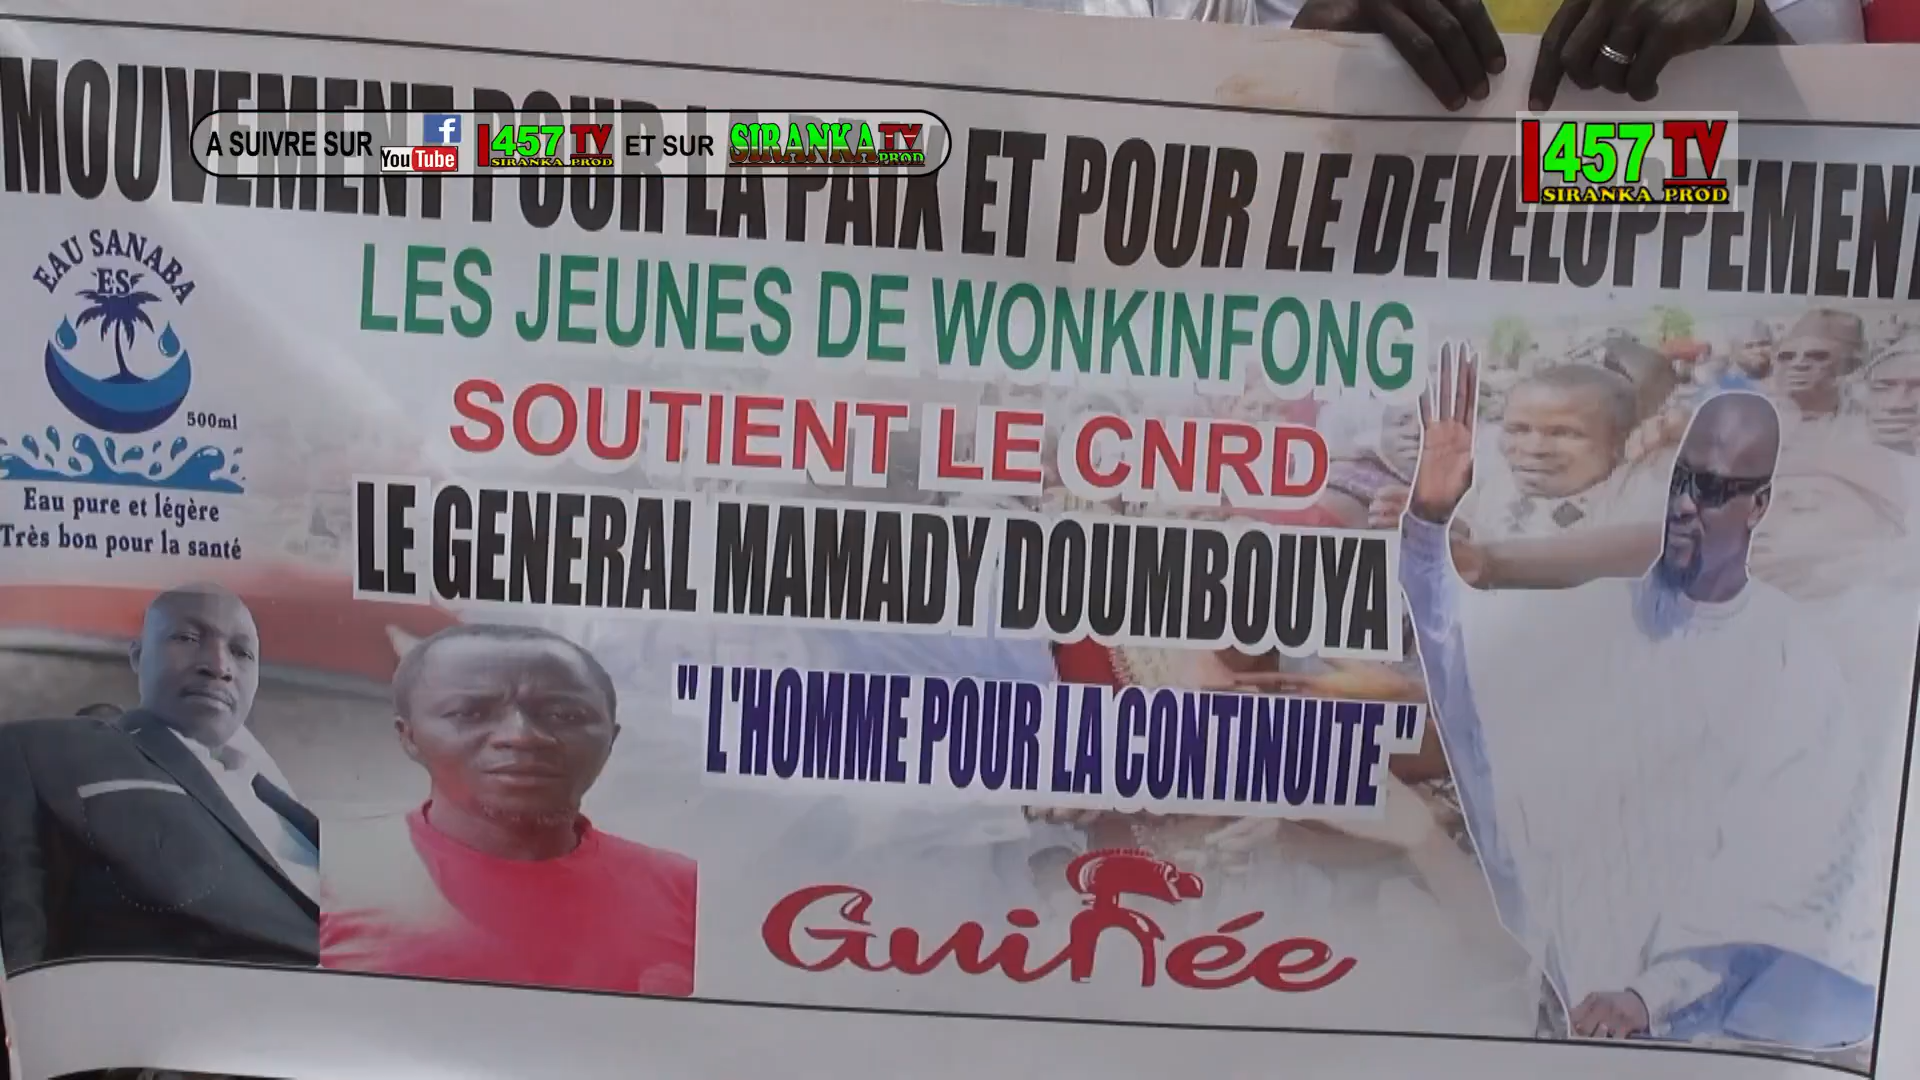 MOUVEMENT POUR LA PAIX ET POUR LE DEVELOPPEMENT
A SUIVRE SUR
f
YouTube
457 TV
SIRANKA PROD
ET SUR
SIRANKA TV
PROD
457 TV
SIRANKA PROD
EAU SANABA
ES
500ml
Eau pure et légère
Très bon pour la santé
LES JEUNES DE WONKINFONG
SOUTIENT LE CNRD
LE GENERAL MAMADY DOUMBOUYA
" L'HOMME POUR LA CONTINUITE "
Guinée